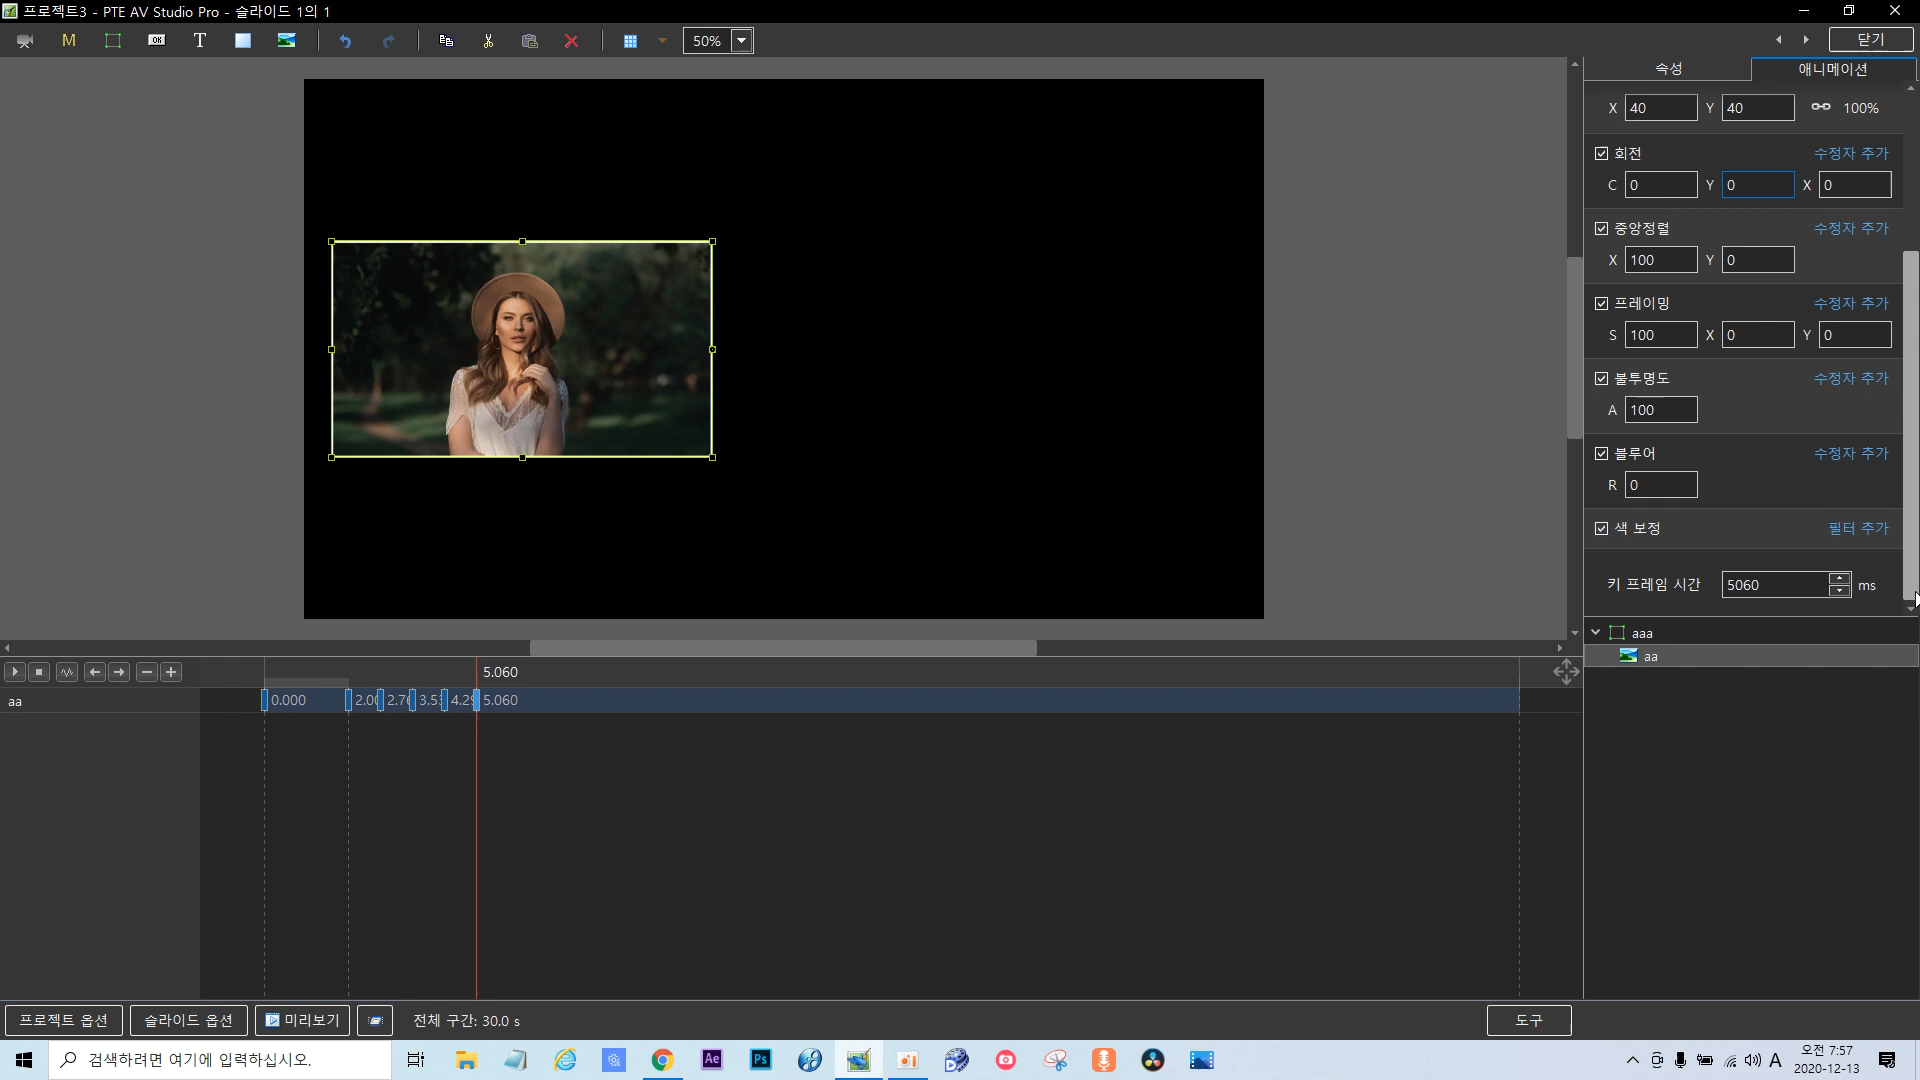 프로젝트3 - PTE AV Studio Pro - 슬라이드 1의 1
M OK T 50% 닫기
속성 애니메이션
X 40 Y 40 100%
회전 수정자 추가
C 0 Y 0 X 0
중앙정렬 수정자 추가
X 100 Y 0
프레이밍 수정자 추가
S 100 X 0 Y 0
불투명도 수정자 추가
A 100
블루어 수정자 추가
R 0
색 보정 필터 추가
키 프레임 시간 5060 ms
aaa
aa
5.060
aa 0.000 2.00 2.76 3.53 4.29 5.060
프로젝트 옵션 슬라이드 옵션 미리보기 전체 구간: 30.0 s 도구
검색하려면 여기에 입력하십시오. Ae Ps A 오전 7:57
2020-12-13